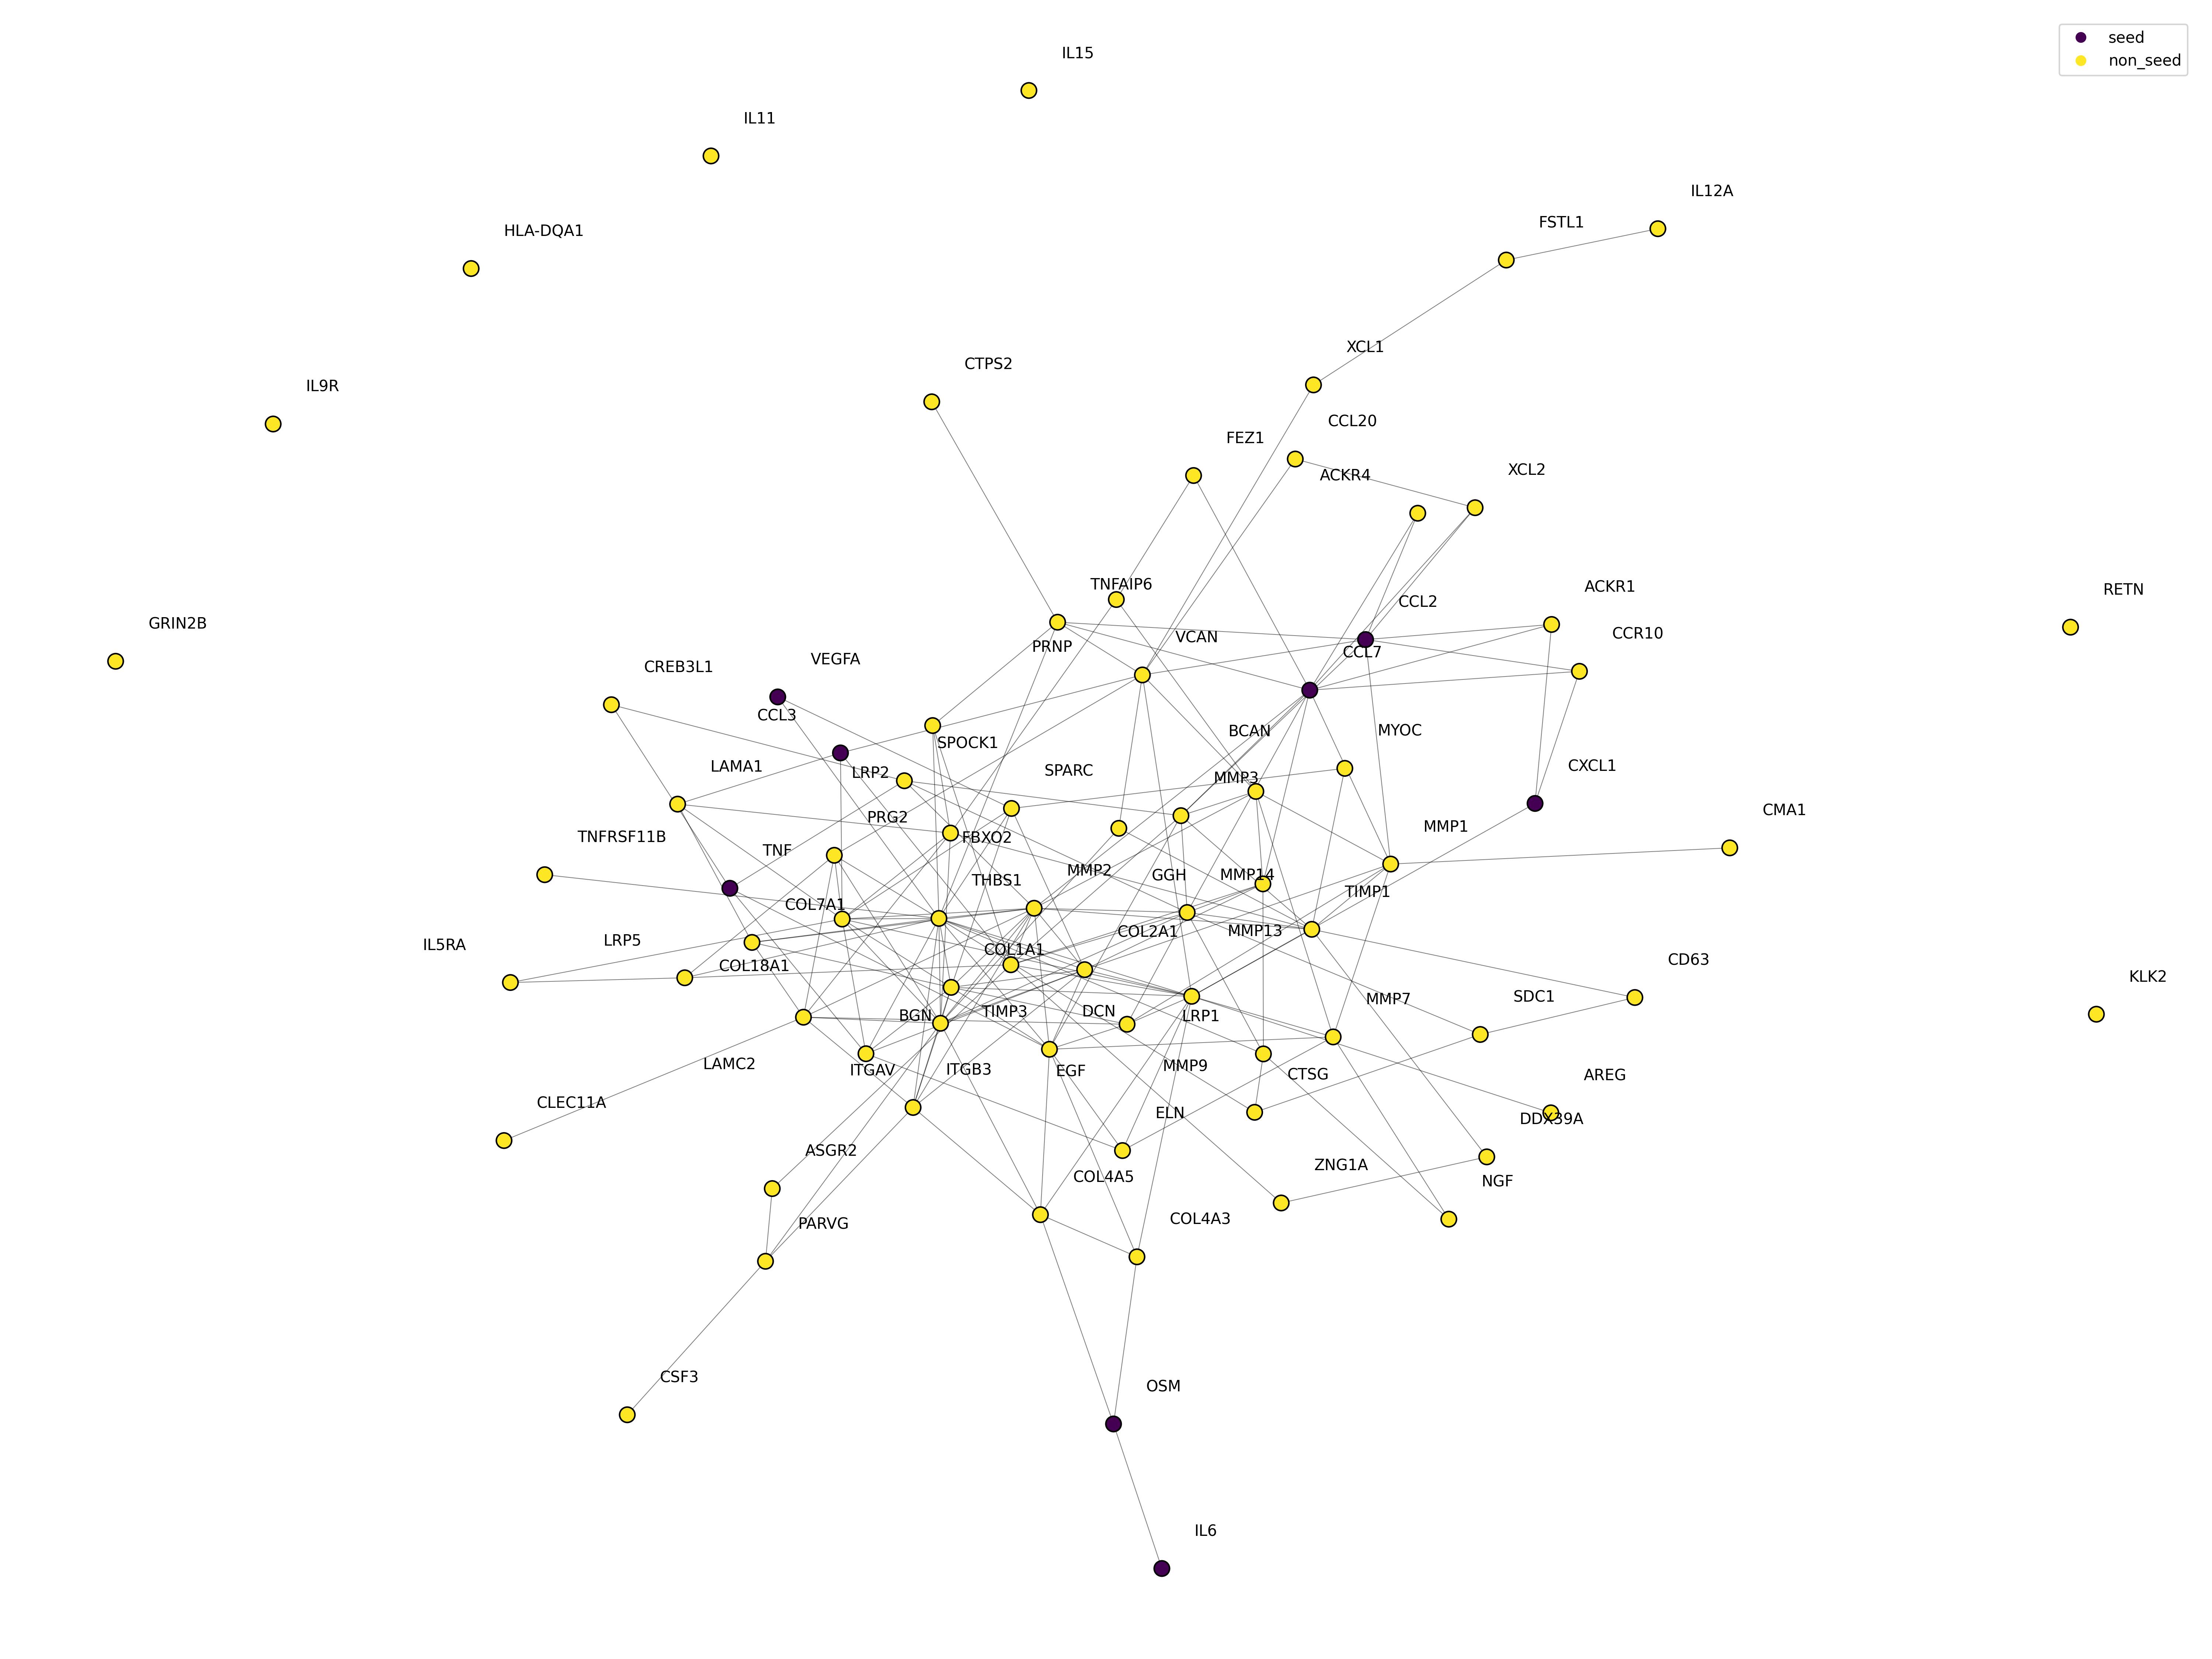 seed
non_seed
IL15
IL11
IL12A
FSTL1
HLA-DQA1
XCL1
CTPS2
IL9R
CCL20
FEZ1
XCL2
ACKR4
TNFAIP6
ACKR1
RETN
CCL2
GRIN2B
CCR10
VCAN
PRNP
CCL7
VEGFA
CREB3L1
CCL3
BCAN
MYOC
SPOCK1
LAMA1
CXCL1
SPARC
LRP2
MMP3
CMA1
PRG2
MMP1
TNFRSF11B
FBXO2
TNF
MMP2
GGH
MMP14
THBS1
TIMP1
COL7A1
COL2A1
MMP13
LRP5
IL5RA
COL1A1
CD63
COL18A1
KLK2
SDC1
MMP7
TIMP3
DCN
BGN
LRP1
LAMC2
MMP9
ITGAV
ITGB3
EGF
CTSG
AREG
CLEC11A
ELN
DDX39A
ASGR2
ZNG1A
COL4A5
NGF
COL4A3
PARVG
CSF3
OSM
IL6